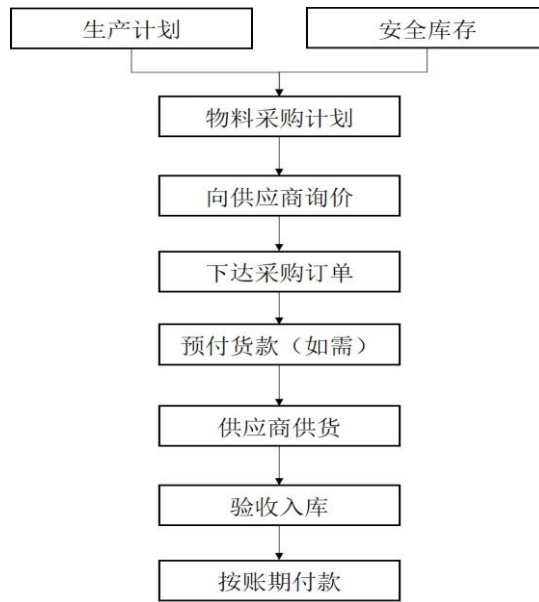 生产计划
安全库存
物料采购计划
向供应商询价
下达采购订单
预付货款（如需）
供应商供货
验收入库
按账期付款